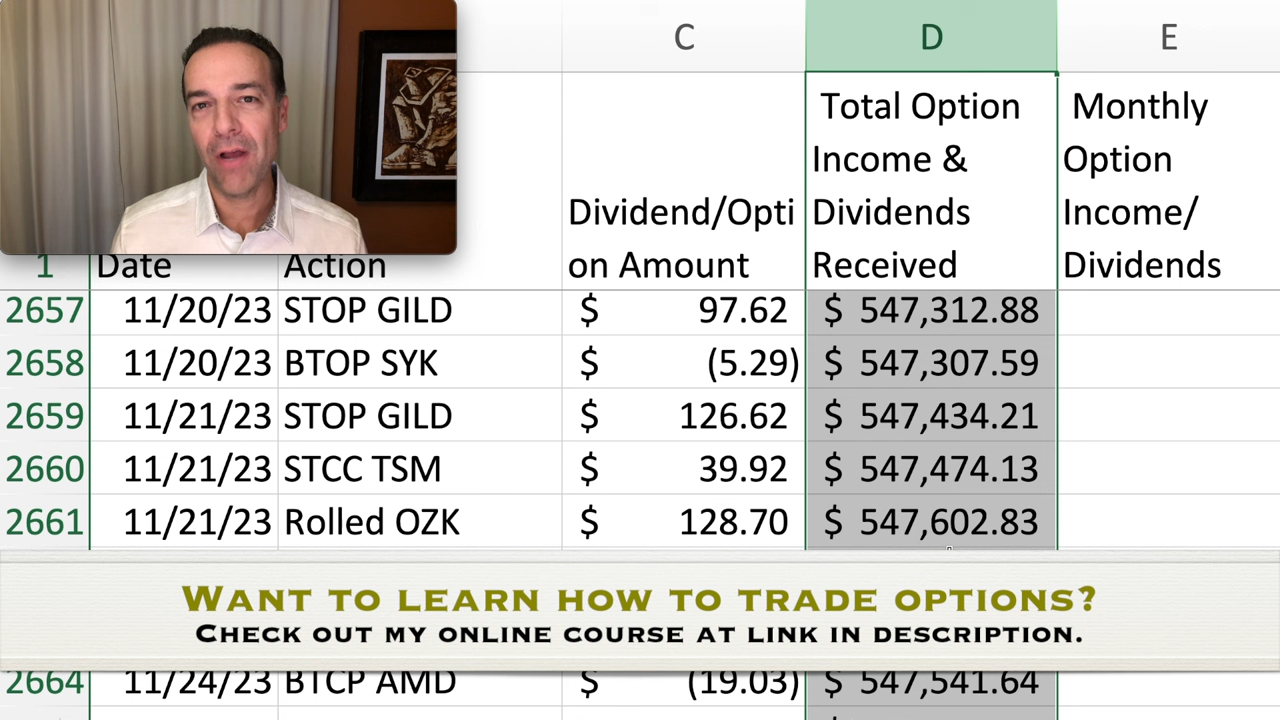 C D E
Total Option Monthly
Income & Option
Dividend/Opti Dividends Income/
1 Date Action on Amount Received Dividends
2657 11/20/23 STOP GILD $ 97.62 $ 547,312.88
2658 11/20/23 BTOP SYK $ (5.29) $ 547,307.59
2659 11/21/23 STOP GILD $ 126.62 $ 547,434.21
2660 11/21/23 STCC TSM $ 39.92 $ 547,474.13
2661 11/21/23 Rolled OZK $ 128.70 $ 547,602.83
WANT TO LEARN HOW TO TRADE OPTIONS?
CHECK OUT MY ONLINE COURSE AT LINK IN DESCRIPTION.
2664 11/24/23 BTCP AMD $ (19.03) $ 547,541.64